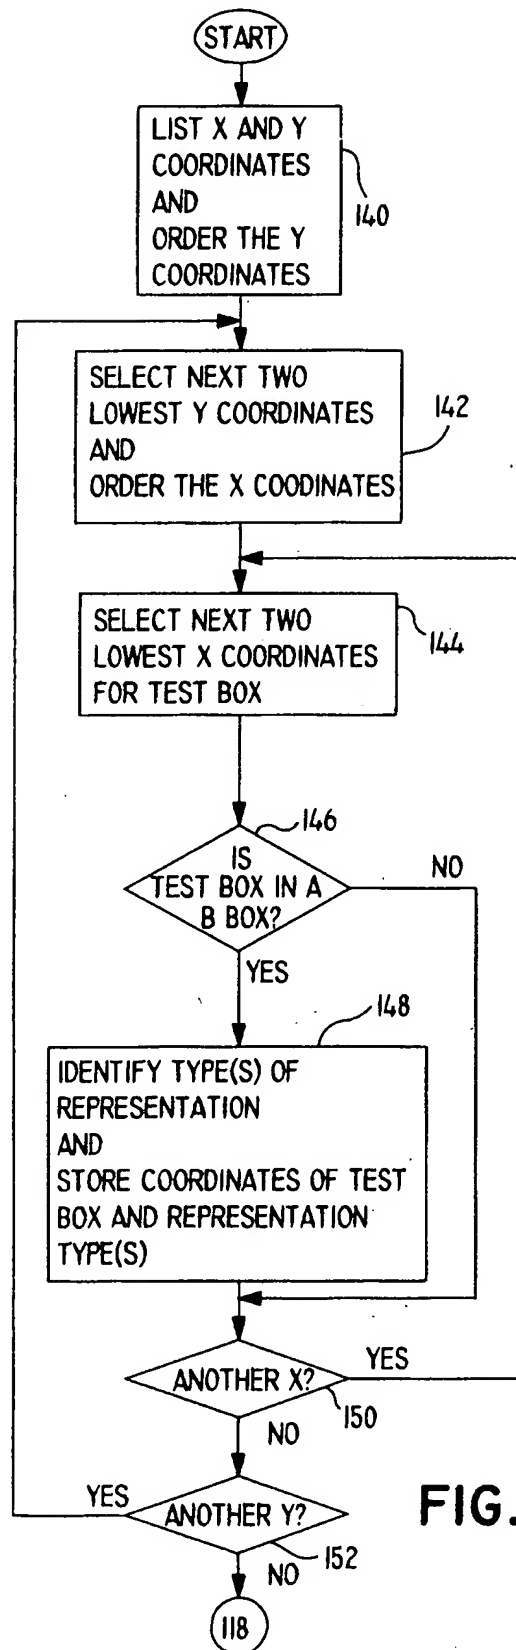 START
LIST X AND Y
COORDINATES
AND
ORDER THE Y
COORDINATES
140
SELECT NEXT TWO
LOWEST Y COORDINATES
AND
ORDER THE X COODINATES
142
SELECT NEXT TWO
LOWEST X COORDINATES
FOR TEST BOX
144
146
IS
TEST BOX IN A
B BOX?
NO
YES
148
IDENTIFY TYPE(S) OF
REPRESENTATION
AND
STORE COORDINATES OF TEST
BOX AND REPRESENTATION
TYPE(S)
ANOTHER X?
YES
150
NO
YES
ANOTHER Y?
FIG.
152
NO
118